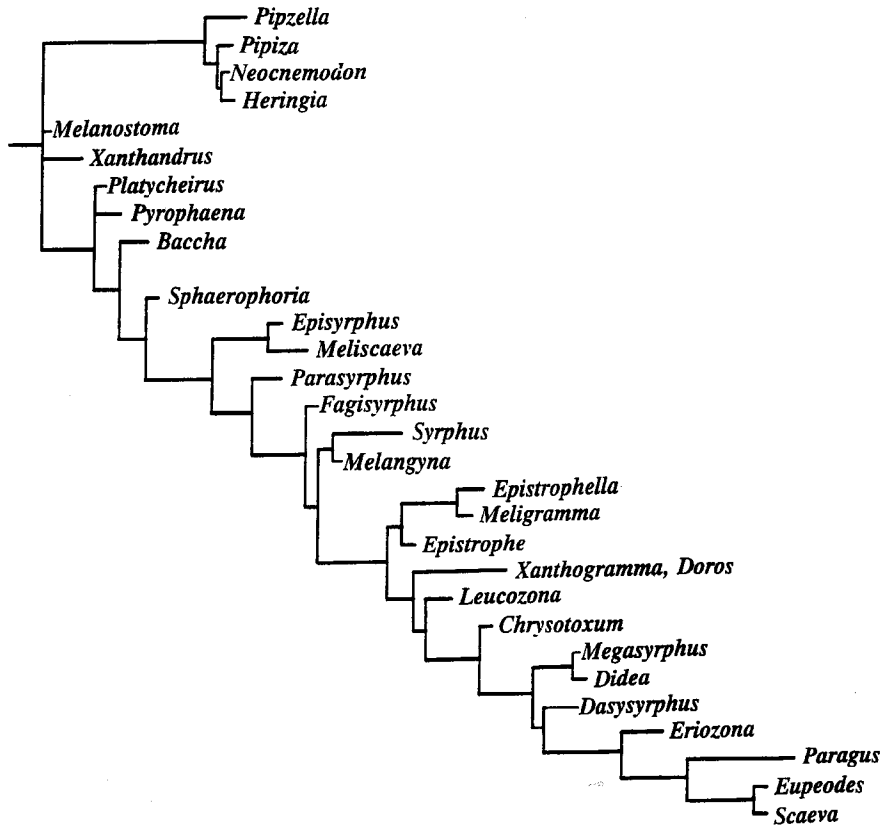 Pipzella
Pipiza
Neocnemodon
Heringia
Melanostoma
Xanthandrus
Platycheirus
Pyrophaena
Baccha
Sphaerophoria
Episyrphus
Meliscaeva
Parasyrphus
Fagisyrphus
Syrphus
Melangyna
Epistrophella
Meligramma
Epistrophe
Xanthogramma, Doros
Leucozona
Chrysotoxum
Megasyrphus
Didea
Dasysyrphus
Eriozona
Paragus
Eupeodes
Scaeva